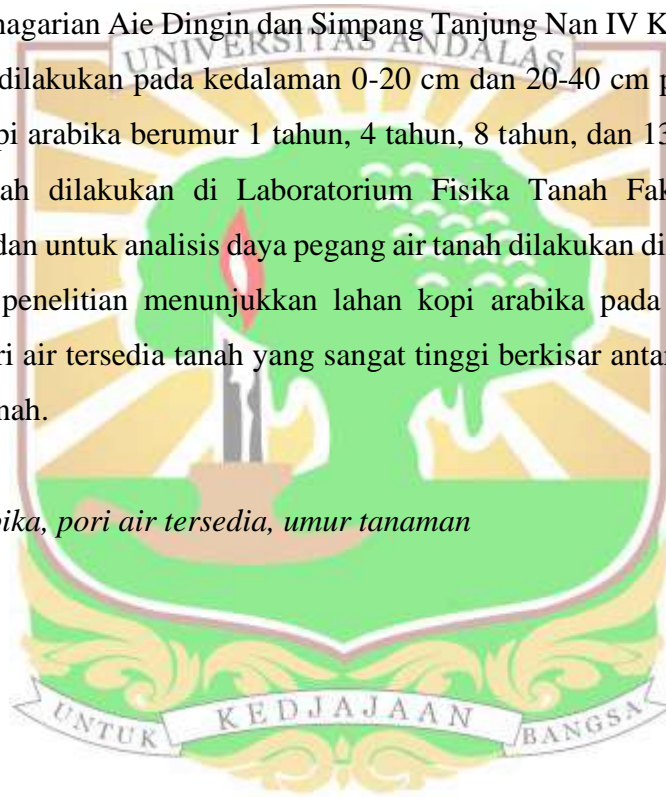 nagarian Aie Dingin dan Simpang Tanjung Nan IV K
UNIVERSITAS ANDALAS
dilakukan pada kedalaman 0-20 cm dan 20-40 cm p
pi arabika berumur 1 tahun, 4 tahun, 8 tahun, dan 13
ah dilakukan di Laboratorium Fisika Tanah Fak
dan untuk analisis daya pegang air tanah dilakukan di
penelitian menunjukkan lahan kopi arabika pada
ri air tersedia tanah yang sangat tinggi berkisar antar
nah.
bika, pori air tersedia, umur tanaman
UNTUK KEDJAJAAN BANGSA